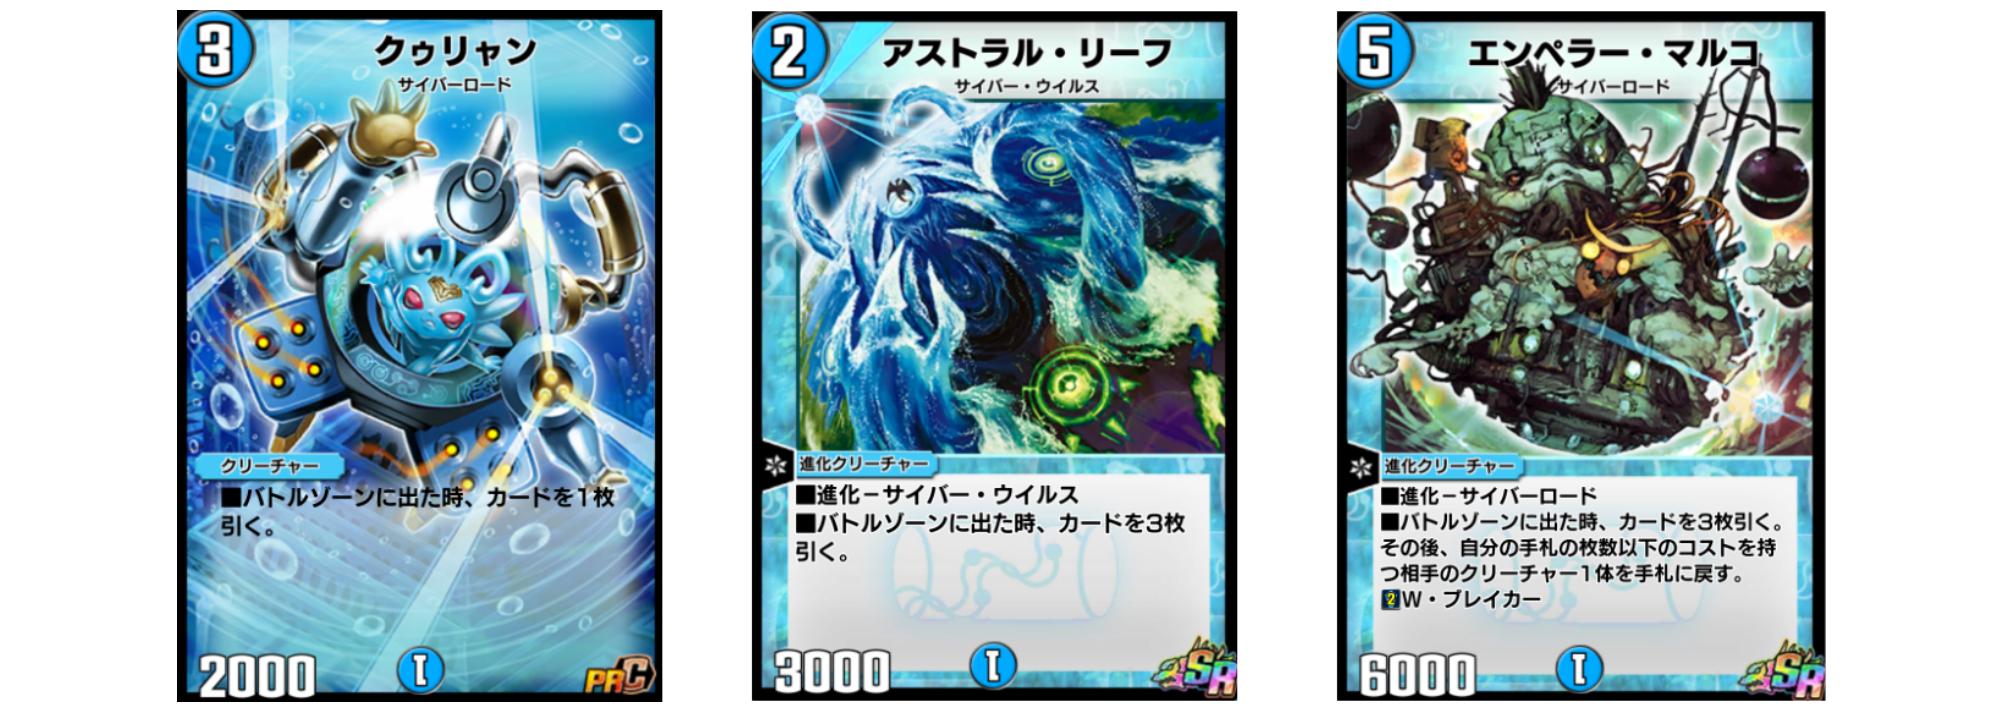 3
クゥリャン
サイバーロード
クリーチャー
■バトルゾーンに出た時、カードを1枚
引く。
2000
1
PRC
2
アストラル・リーフ
サイバー・ウイルス
進化クリーチャー
■進化－サイバー・ウイルス
■バトルゾーンに出た時、カードを3枚
引く。
3000
1
SR
5
エンペラー・マルコ
サイバーロード
進化クリーチャー
■進化－サイバーロード
■バトルゾーンに出た時、カードを3枚引く。
その後、自分の手札の枚数以下のコストを持
つ相手のクリーチャー1体を手札に戻す。
2 W・ブレイカー
6000
1
SR